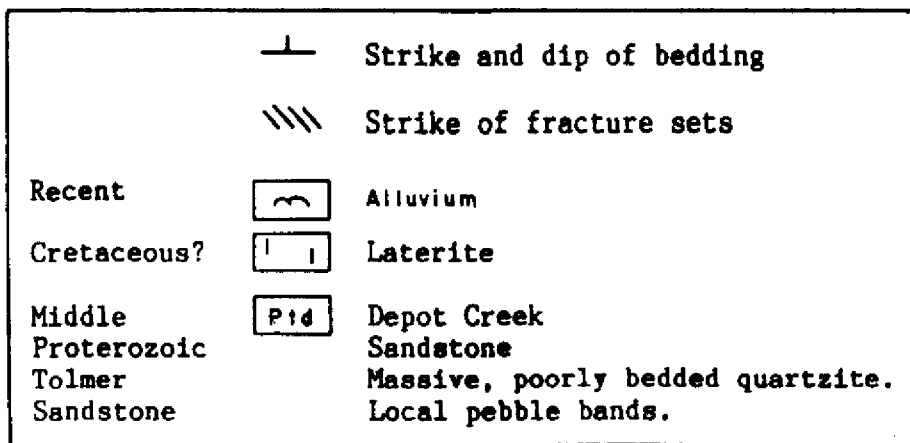 Strike and dip of bedding
Strike of fracture sets
Recent Alluvium
Cretaceous? Laterite
Middle Ptd Depot Creek
Proterozoic Sandstone
Tolmer Massive, poorly bedded quartzite.
Sandstone Local pebble bands.